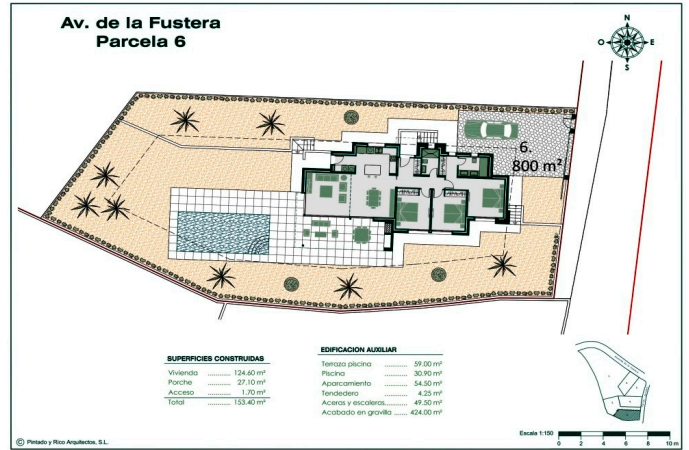 Av. de la Fustera
Parcela 6
N
O E
S
6.
800 m²
SUPERFICIES CONSTRUIDAS
Vivienda ............ 124.60 m²
Porche ............ 27.10 m²
Acceso ............ 1.70 m²
Total ............ 153.40 m²
EDIFICACION AUXILIAR
Terraza piscina ............ 59.00 m²
Piscina ............ 30.90 m²
Aparcamiento ............ 54.50 m²
Tendedero ............ 4.25 m²
Aceros y escaleras............ 49.50 m²
Acabado en gravilla ....... 424.00 m²
Escala 1:150
0 2 4 6 8 10 m
© Pintado y Rico Arquitectos, S.L.